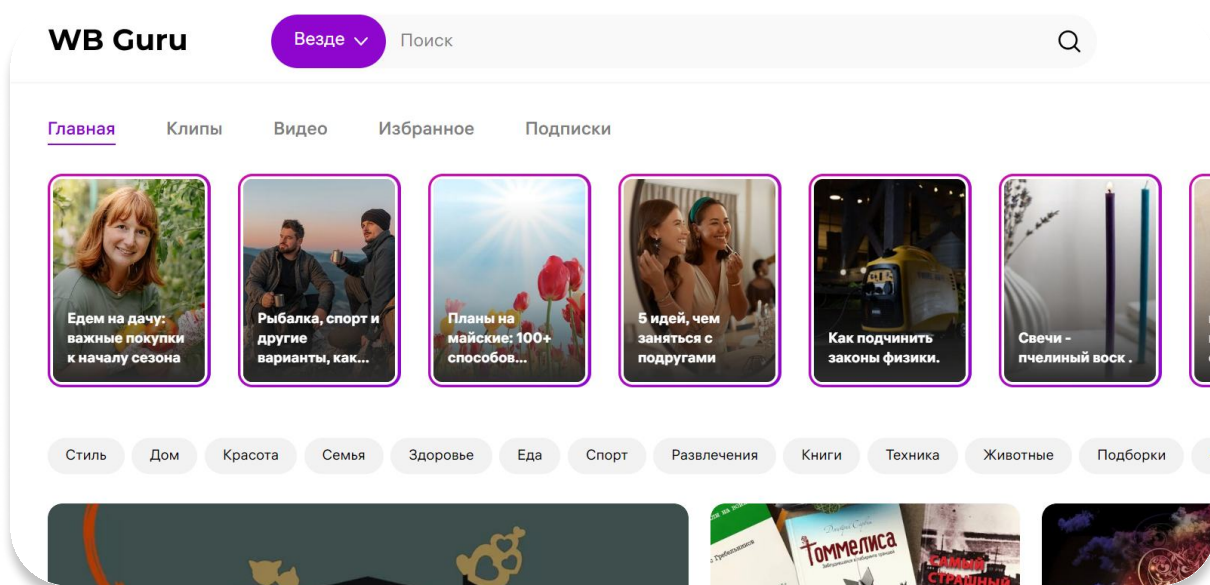 WB Guru
Везде
Поиск
Главная
Клипы
Видео
Избранное
Подписки
Едем на дачу:
важные покупки
к началу сезона
Рыбалка, спорт и
другие
варианты, как...
Планы на
майские: 100+
способов...
5 идей, чем
заняться с
подругами
Как подчинить
законы физики.
Свечи -
пчелиный воск .
Стиль
Дом
Красота
Семья
Здоровье
Еда
Спорт
Развлечения
Книги
Техника
Животные
Подборки
Томмелиса
САМЫЙ
СТРАШНЫЙ